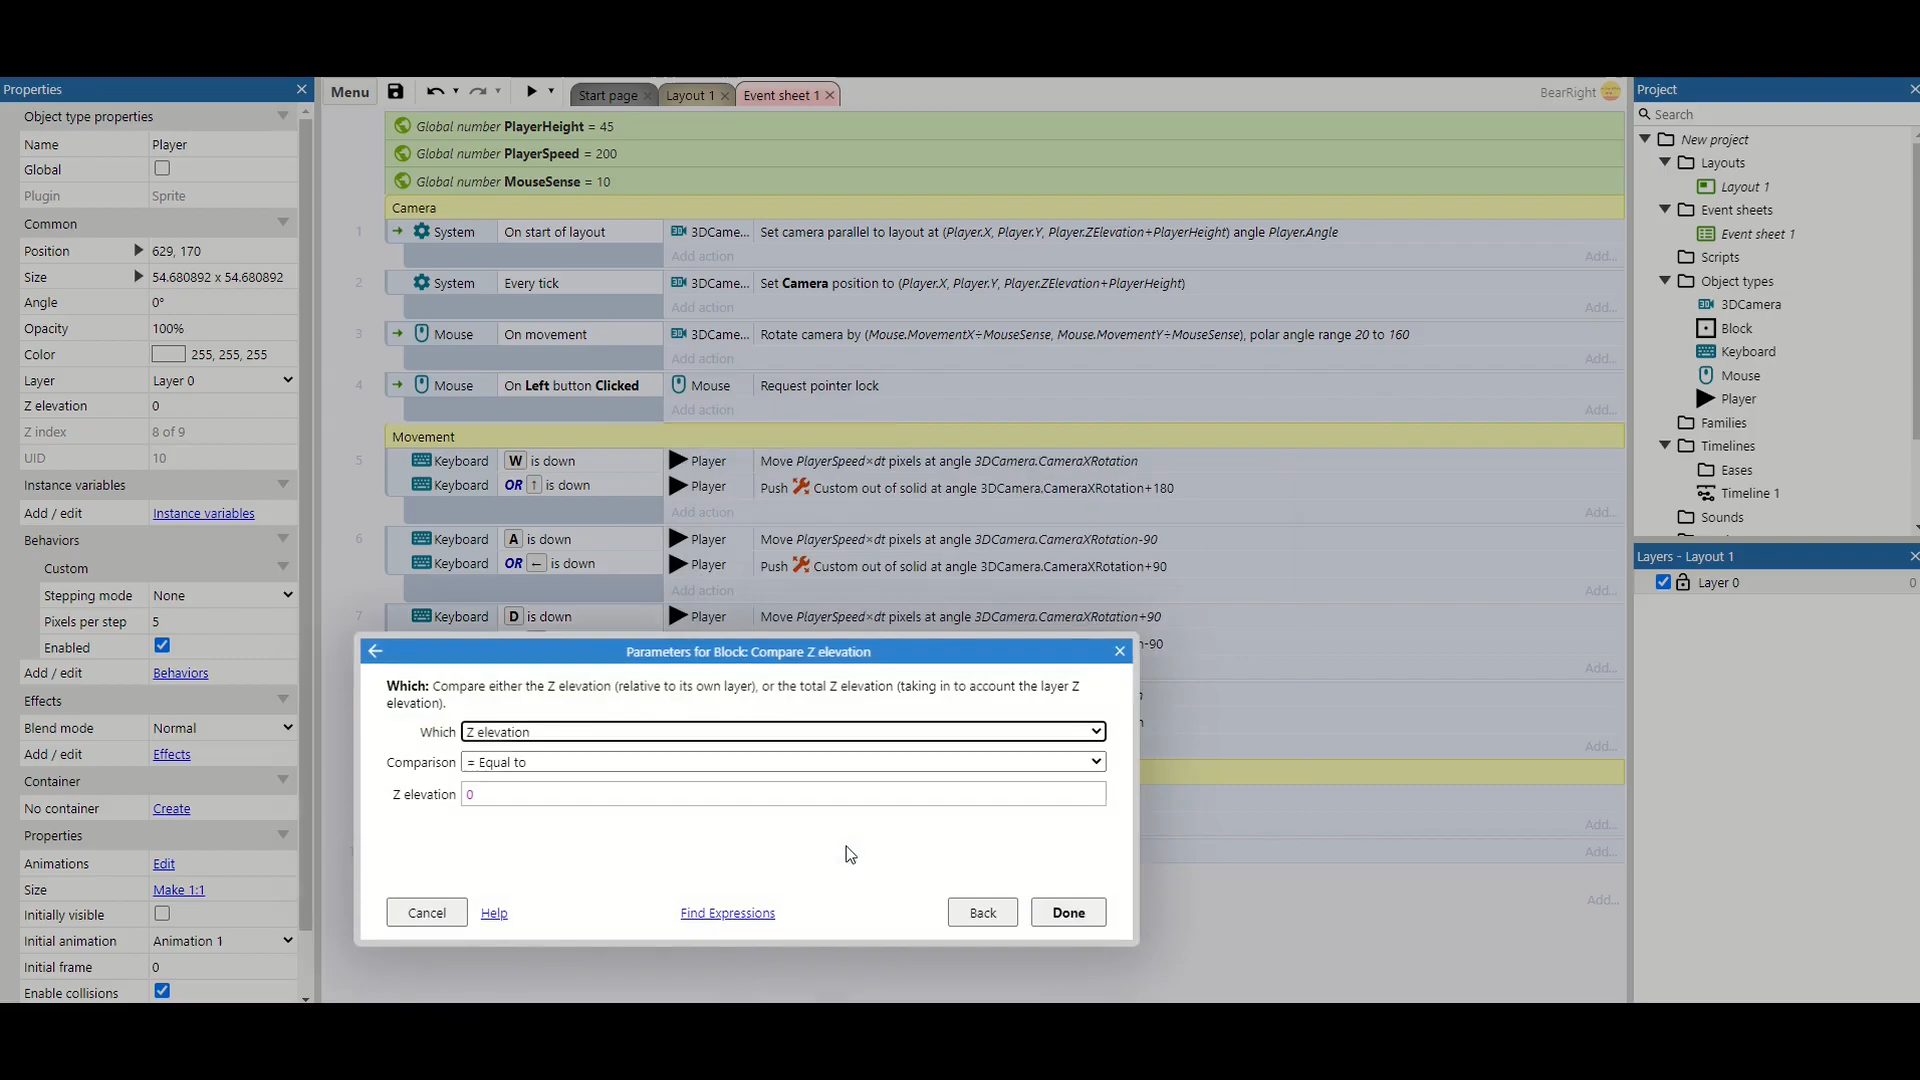 Properties
Menu
Start page
Layout 1
Event sheet 1
BearRight
Project
Object type properties
Name Player
Global
Plugin Sprite
Common
Position 629, 170
Size 54.680892 x 54.680892
Angle 0°
Opacity 100%
Color 255, 255, 255
Layer Layer 0
Z elevation 0
Z index 8 of 9
UID 10
Instance variables
Add / edit Instance variables
Behaviors
Custom
Stepping mode None
Pixels per step 5
Enabled
Add / edit Behaviors
Effects
Blend mode Normal
Add / edit Effects
Container
No container Create
Properties
Animations Edit
Size Make 1:1
Initially visible
Initial animation Animation 1
Initial frame 0
Enable collisions
Global number PlayerHeight = 45
Global number PlayerSpeed = 200
Global number MouseSense = 10
Camera
1 System On start of layout 3DCame... Set camera parallel to layout at (Player.X, Player.Y, Player.ZElevation+PlayerHeight) angle Player.Angle
Add action Add...
2 System Every tick 3DCame... Set Camera position to (Player.X, Player.Y, Player.ZElevation+PlayerHeight)
Add action Add...
3 Mouse On movement 3DCame... Rotate camera by (Mouse.MovementX÷MouseSense, Mouse.MovementY÷MouseSense), polar angle range 20 to 160
Add action Add...
4 Mouse On Left button Clicked Mouse Request pointer lock
Add action Add...
Movement
5 Keyboard W is down Player Move PlayerSpeed×dt pixels at angle 3DCamera.CameraXRotation
Keyboard OR ↑ is down Player Push Custom out of solid at angle 3DCamera.CameraXRotation+180
Add action Add...
6 Keyboard A is down Player Move PlayerSpeed×dt pixels at angle 3DCamera.CameraXRotation-90
Keyboard OR ← is down Player Push Custom out of solid at angle 3DCamera.CameraXRotation+90
Add action Add...
7 Keyboard D is down Player Move PlayerSpeed×dt pixels at angle 3DCamera.CameraXRotation+90
-90
Add...
Add...
Add...
Add...
Add...
Parameters for Block: Compare Z elevation
Which: Compare either the Z elevation (relative to its own layer), or the total Z elevation (taking in to account the layer Z
elevation).
Which Z elevation
Comparison = Equal to
Z elevation 0
Cancel Help Find Expressions Back Done
Search
New project
Layouts
Layout 1
Event sheets
Event sheet 1
Scripts
Object types
3DCamera
Block
Keyboard
Mouse
Player
Families
Timelines
Eases
Timeline 1
Sounds
Layers - Layout 1
Layer 0 0